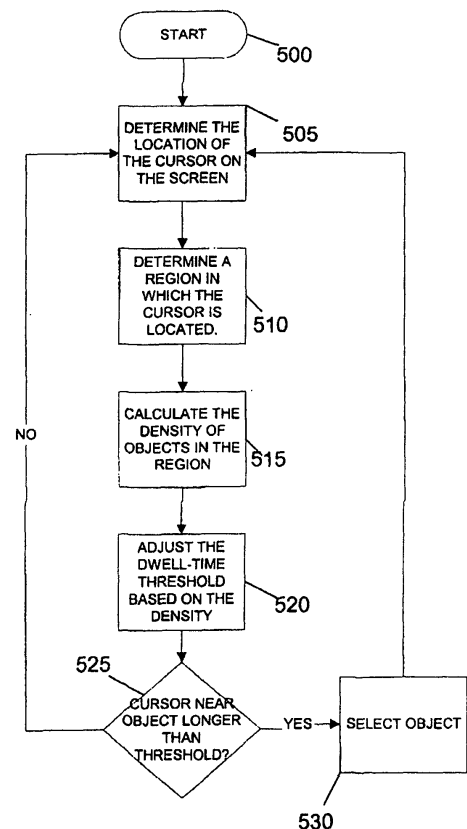 START
500
505
DETERMINE THE
LOCATION OF
THE CURSOR ON
THE SCREEN
DETERMINE A
REGION IN
WHICH THE
CURSOR IS
LOCATED.
510
CALCULATE THE
DENSITY OF
OBJECTS IN THE
REGION
515
NO
ADJUST THE
DWELL-TIME
THRESHOLD
BASED ON THE
DENSITY
520
525
CURSOR NEAR
OBJECT LONGER
THAN
THRESHOLD?
YES
SELECT OBJECT
530